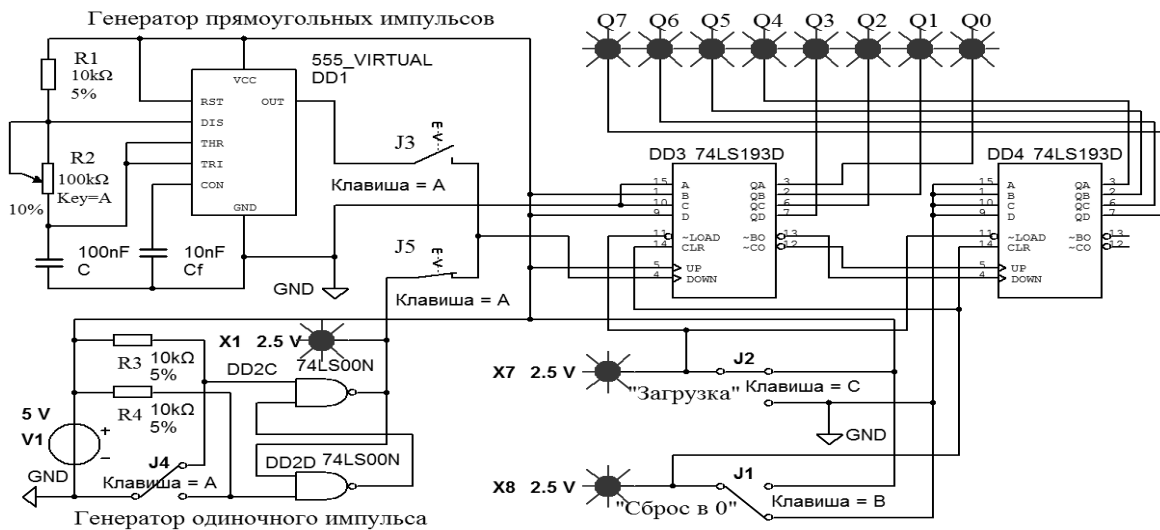 Генератор прямоугольных импульсов
Q7 Q6 Q5 Q4 Q3 Q2 Q1 Q0
R1
10kΩ
5%
555_VIRTUAL
DD1
VCC
RST OUT
DIS
THR
TRI
CON
GND
R2
100kΩ
Key=A
10%
100nF
C
10nF
Cf
GND
J3
E-V-
Клавиша = A
J5
E-V-
Клавиша = A
DD3 74LS193D
15 A QA 3
1 B QB 2
10 C QC 6
9 D QD 7
11 ~LOAD ~BO 13
14 CLR ~CO 12
5 UP
4 DOWN
DD4 74LS193D
15 A QA 3
1 B QB 2
10 C QC 6
9 D QD 7
11 ~LOAD ~BO 13
14 CLR ~CO 12
5 UP
4 DOWN
X1 2.5 V
R3 10kΩ
5%
R4 10kΩ
5%
DD2C
74LS00N
DD2D 74LS00N
5 V
V1
+
–
GND
J4
Клавиша = A
X7 2.5 V
"Загрузка"
J2
Клавиша = C
GND
X8 2.5 V
"Сброс в 0"
J1
Клавиша = B
Генератор одиночного импульса